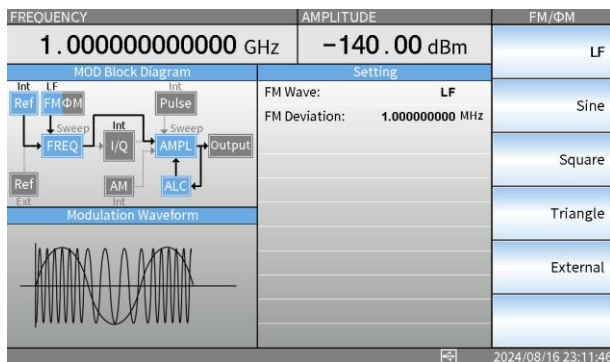 FREQUENCY AMPLITUDE FM/ΦM
1.000000000000 GHz -140.00 dBm LF
MOD Block Diagram Setting
Int LF Int
Ref FMΦM Pulse
Sweep Int Sweep
FREQ I/Q AMPL Output
Ref AM ALC
Ext Int
FM Wave: LF
FM Deviation: 1.000000000 MHz
Modulation Waveform
Sine
Square
Triangle
External
2024/08/16 23:11:46